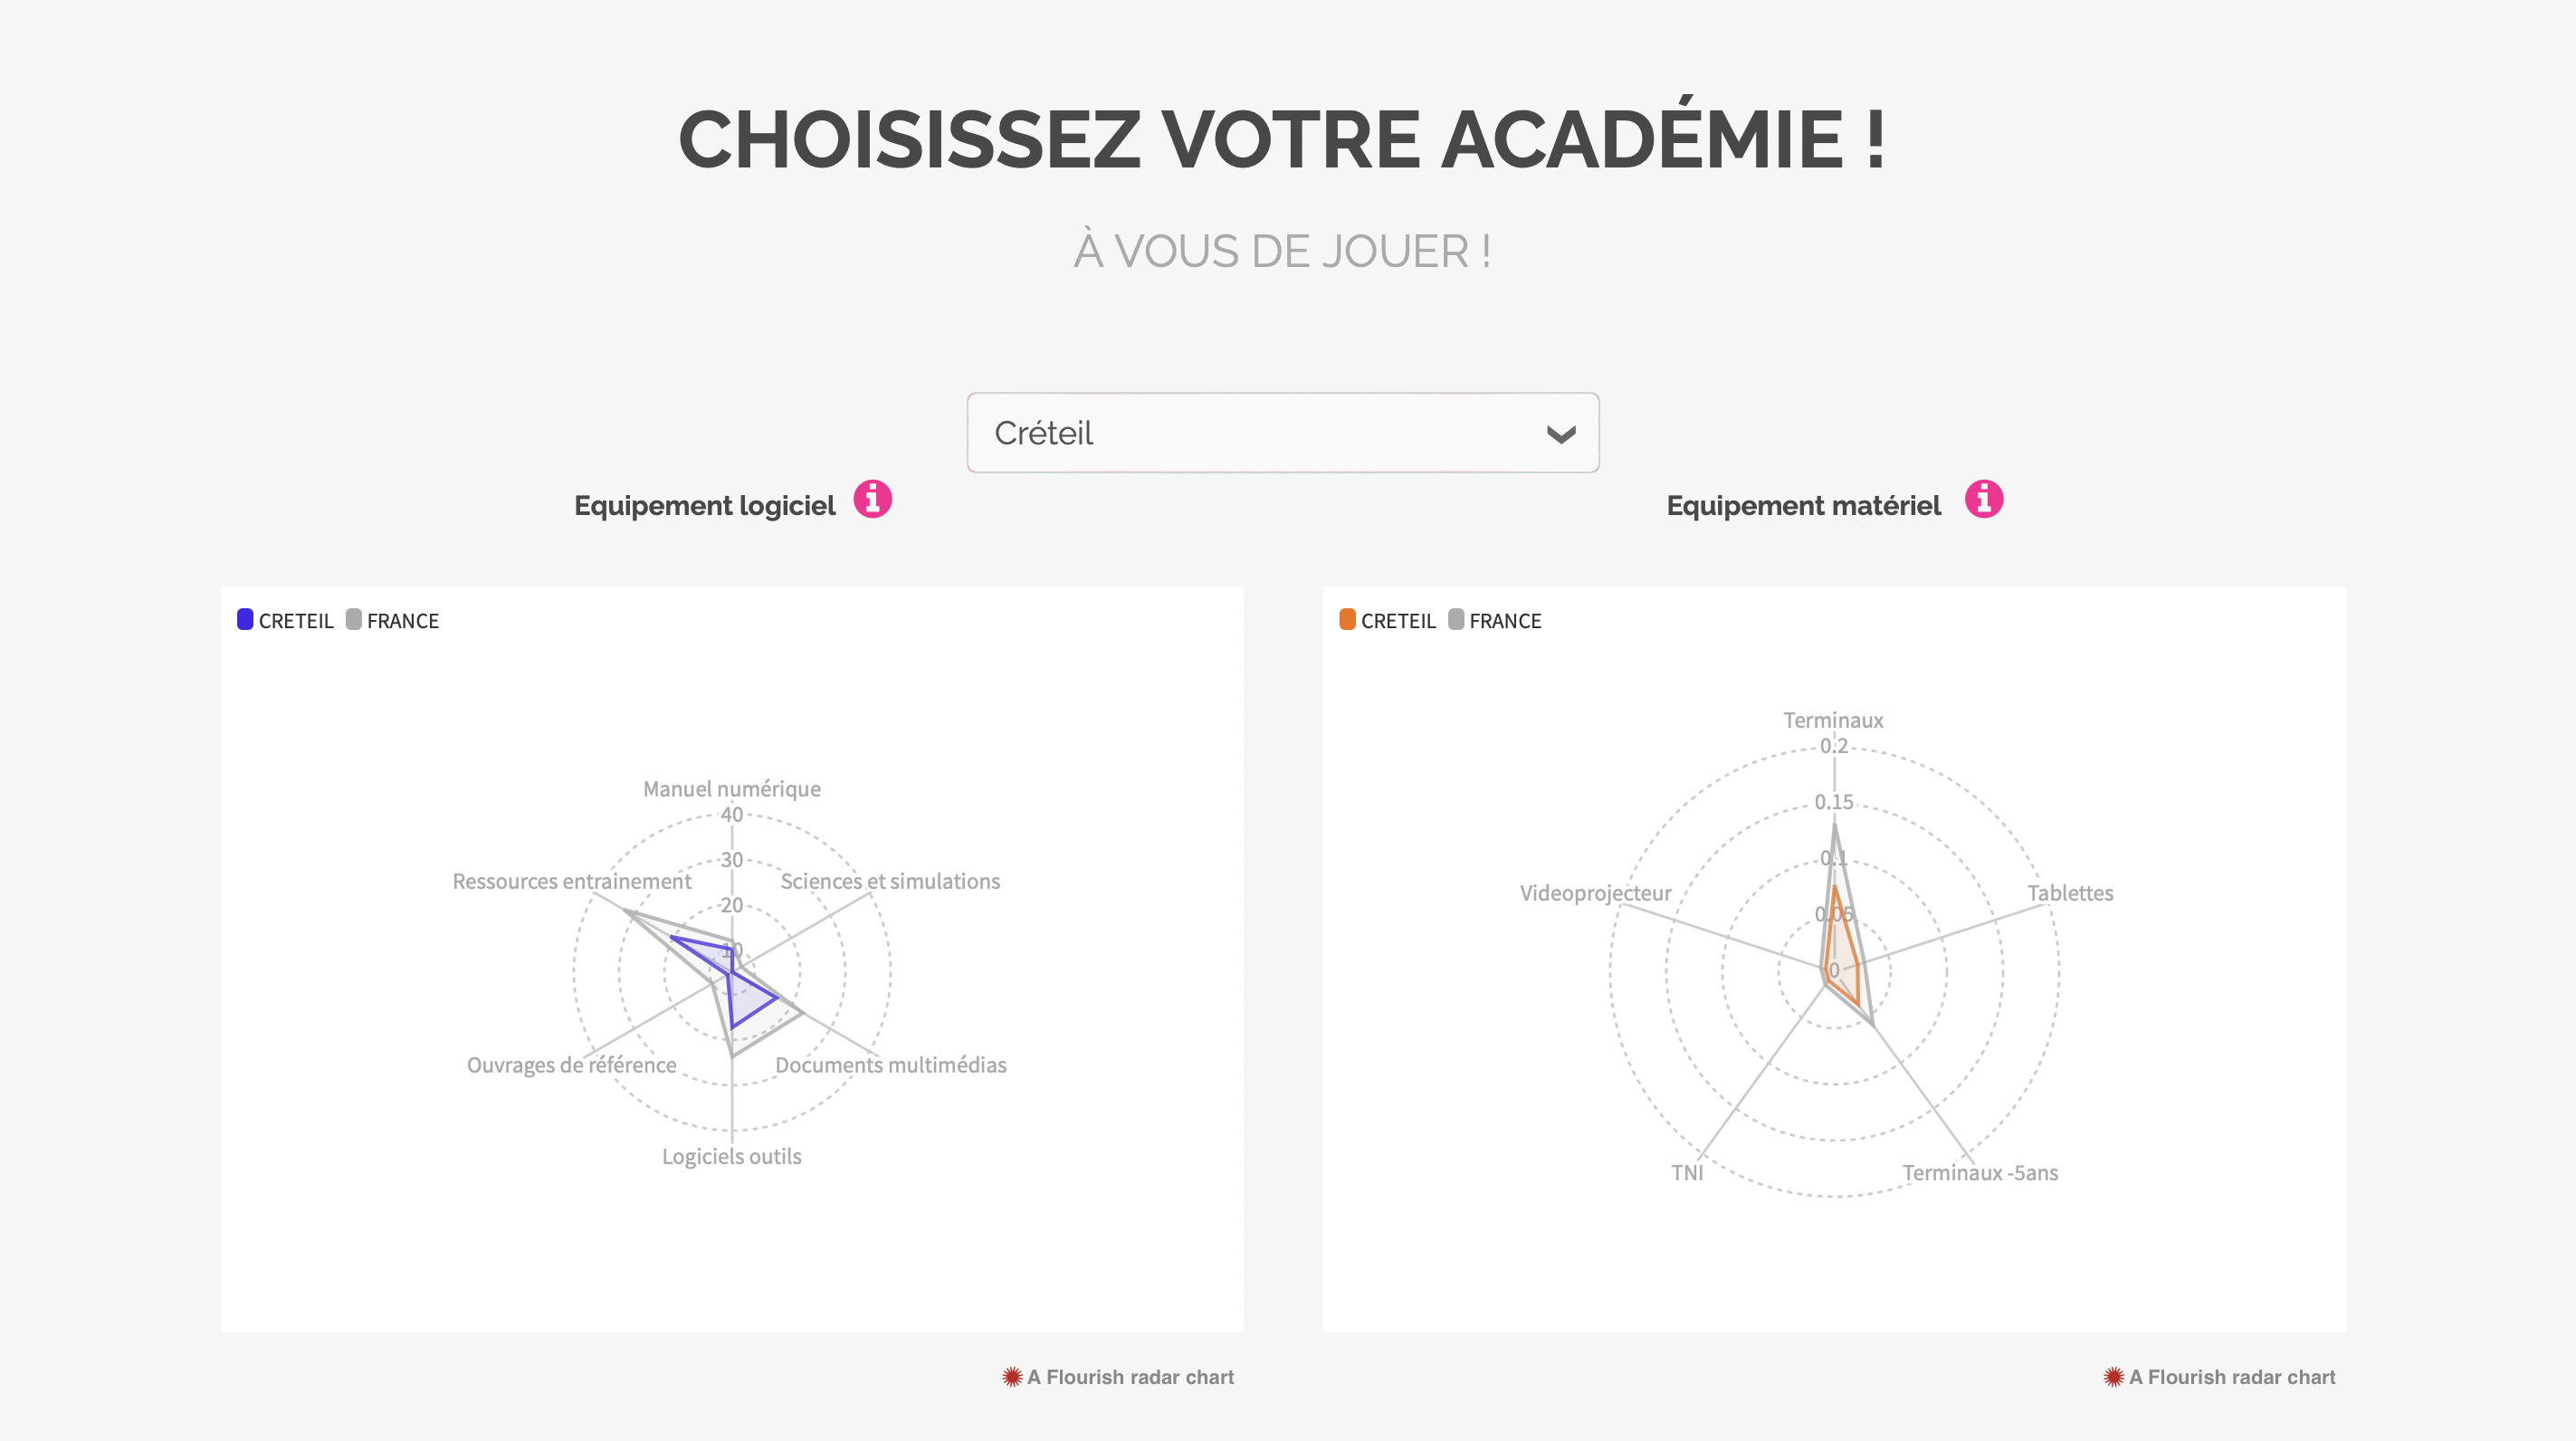 CHOISISSEZ VOTRE ACADÉMIE !
À VOUS DE JOUER !
Créteil
Equipement logiciel
Equipement matériel
CRETEIL FRANCE
Manuel numérique
40
30
20
10
Ressources entrainement
Sciences et simulations
Ouvrages de référence
Documents multimédias
Logiciels outils
A Flourish radar chart
CRETEIL FRANCE
Terminaux
0.2
0.15
0.1
0.05
0
Videoprojecteur
Tablettes
TNI
Terminaux -5ans
A Flourish radar chart